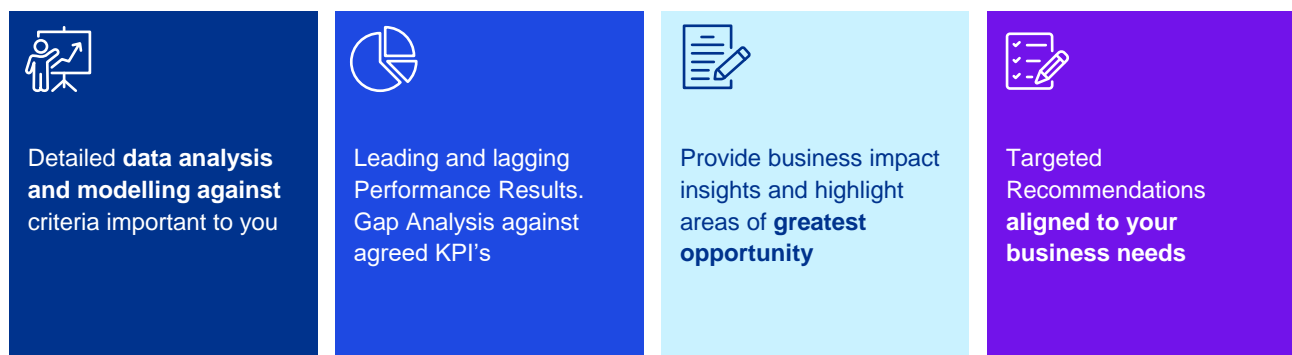 Detailed data analysis
and modelling against
criteria important to you
Leading and lagging
Performance Results.
Gap Analysis against
agreed KPI’s
Provide business impact
insights and highlight
areas of greatest
opportunity
Targeted
Recommendations
aligned to your
business needs